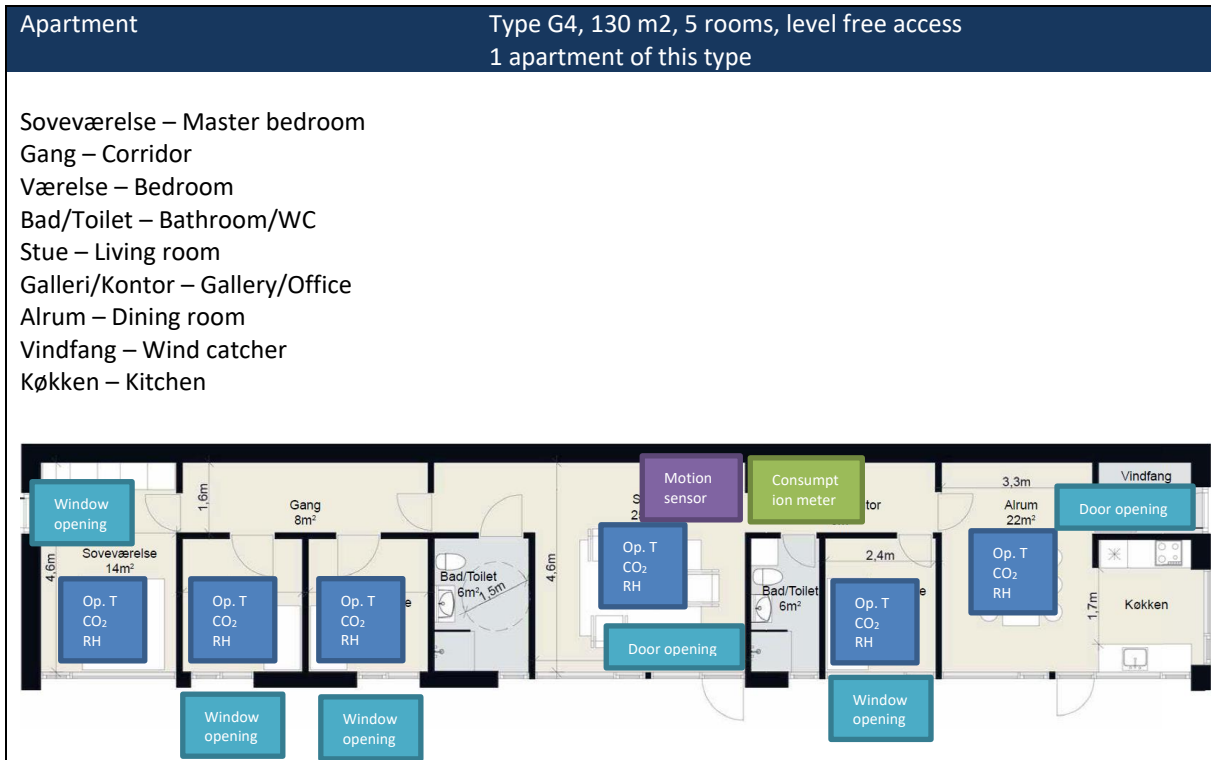 Apartment
Type G4, 130 m2, 5 rooms, level free access
1 apartment of this type
Soveværelse – Master bedroom
Gang – Corridor
Værelse – Bedroom
Bad/Toilet – Bathroom/WC
Stue – Living room
Galleri/Kontor – Gallery/Office
Alrum – Dining room
Vindfang – Wind catcher
Køkken – Kitchen
Window
opening
1,6m
Gang
8m²
Motion
sensor
Consumpt
ion meter
3,3m
Alrum
22m²
Vindfang
Door opening
4,6m
Soveværelse
14m²
Op. T
CO₂
RH
Op. T
CO₂
RH
Op. T
CO₂
RH
Bad/Toilet
6m²
1,5m
4,6m
Op. T
CO₂
RH
Door opening
Bad/Toilet
6m²
2,4m
Op. T
CO₂
RH
Op. T
CO₂
RH
1,7m
Køkken
Window
opening
Window
opening
Window
opening